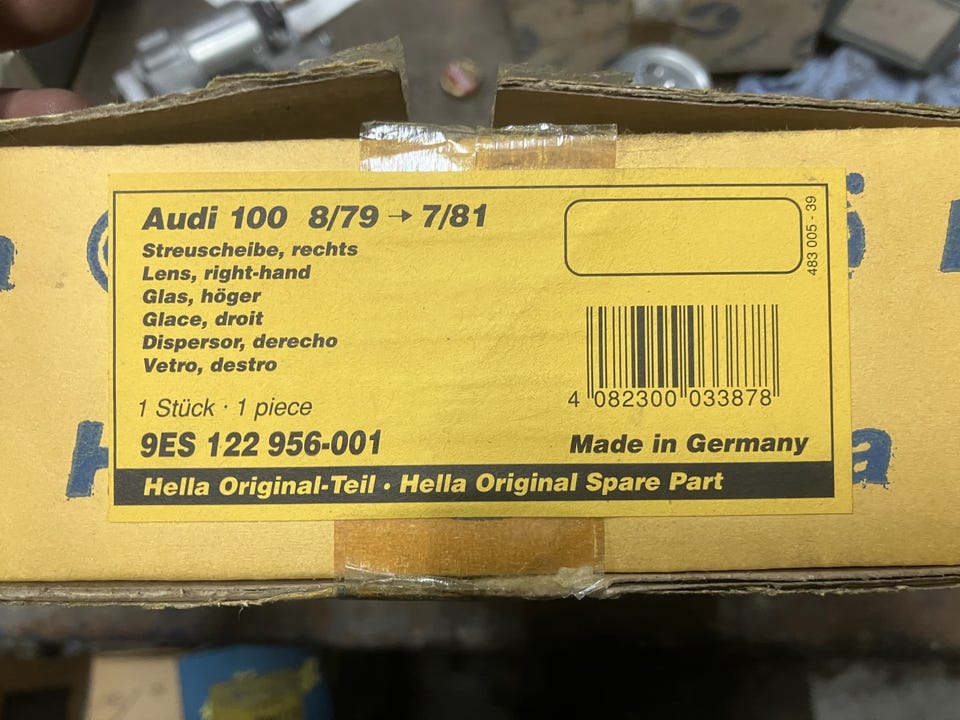 Audi 100 8/79 → 7/81
Streuscheibe, rechts
Lens, right-hand
Glas, höger
Glace, droit
Dispersor, derecho
Vetro, destro
1 Stück · 1 piece
9ES 122 956-001
483 005 - 39
4 082300 033878
Made in Germany
Hella Original-Teil · Hella Original Spare Part